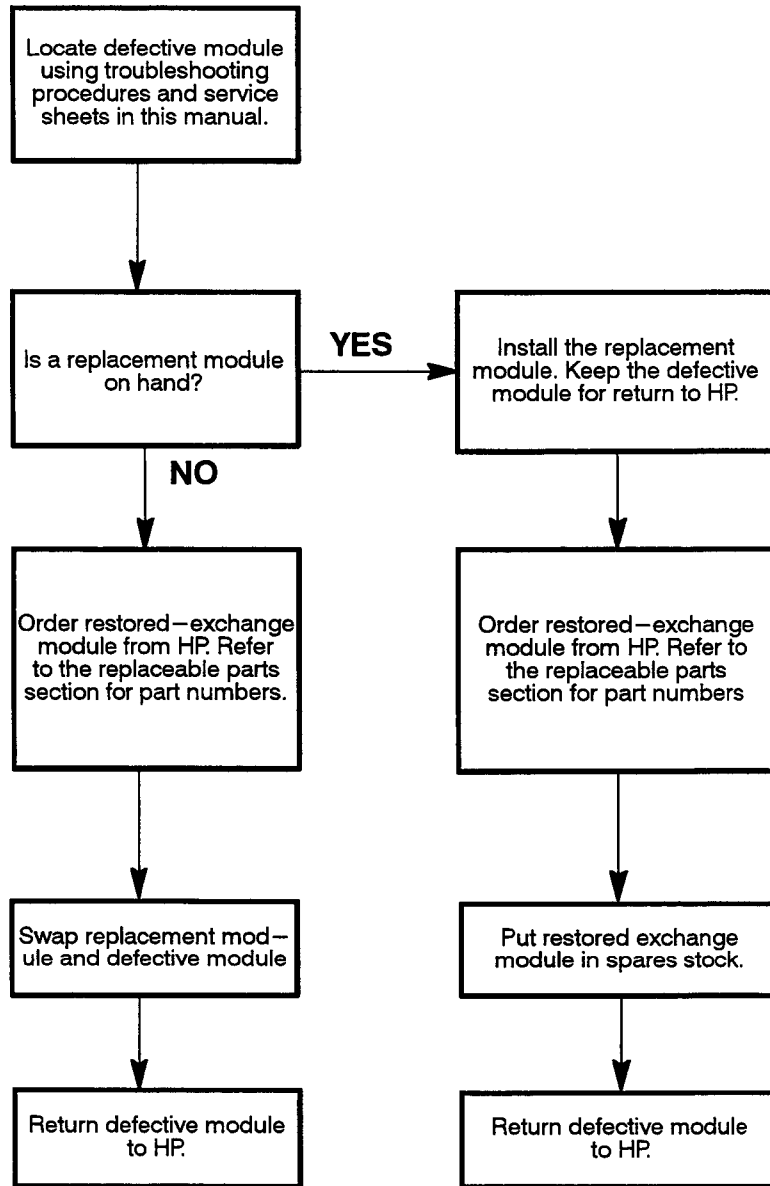 Locate defective module
using troubleshooting
procedures and service
sheets in this manual.
Is a replacement module
on hand?
YES
Install the replacement
module. Keep the defective
module for return to HP.
NO
Order restored–exchange
module from HP. Refer
to the replaceable parts
section for part numbers.
Order restored–exchange
module from HP. Refer to
the replaceable parts
section for part numbers
Swap replacement mod–
ule and defective module
Put restored exchange
module in spares stock.
Return defective module
to HP.
Return defective module
to HP.